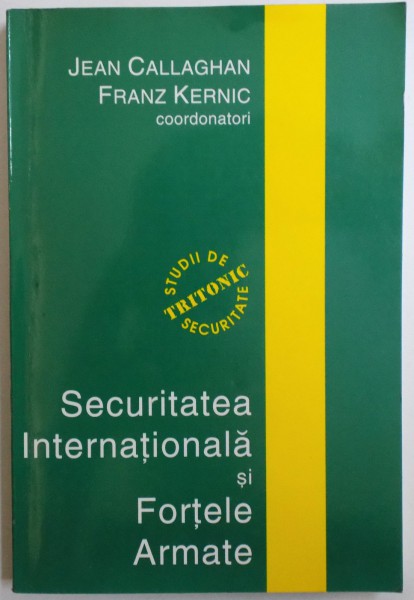 JEAN CALLAGHAN
FRANZ KERNIC
coordonatori
STUDII DE
TRITONIC
SECURITATE
Securitatea
Internațională
și
Forțele
Armate